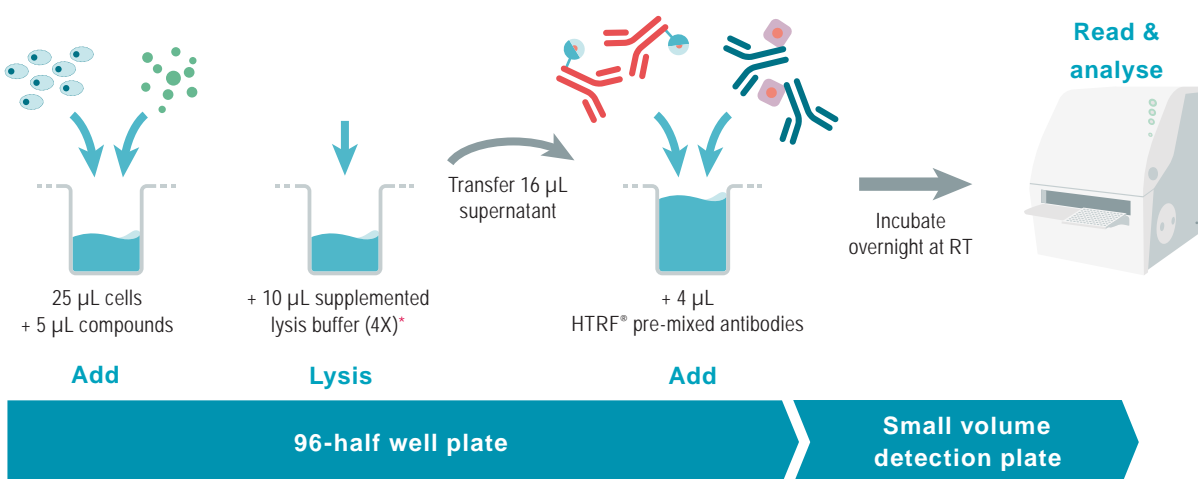 Read &
analyse
Transfer 16 µL
supernatant
Incubate
overnight at RT
25 µL cells
+ 5 µL compounds
+ 10 µL supplemented
lysis buffer (4X)*
+ 4 µL
HTRF® pre-mixed antibodies
Add
Lysis
Add
96-half well plate
Small volume
detection plate